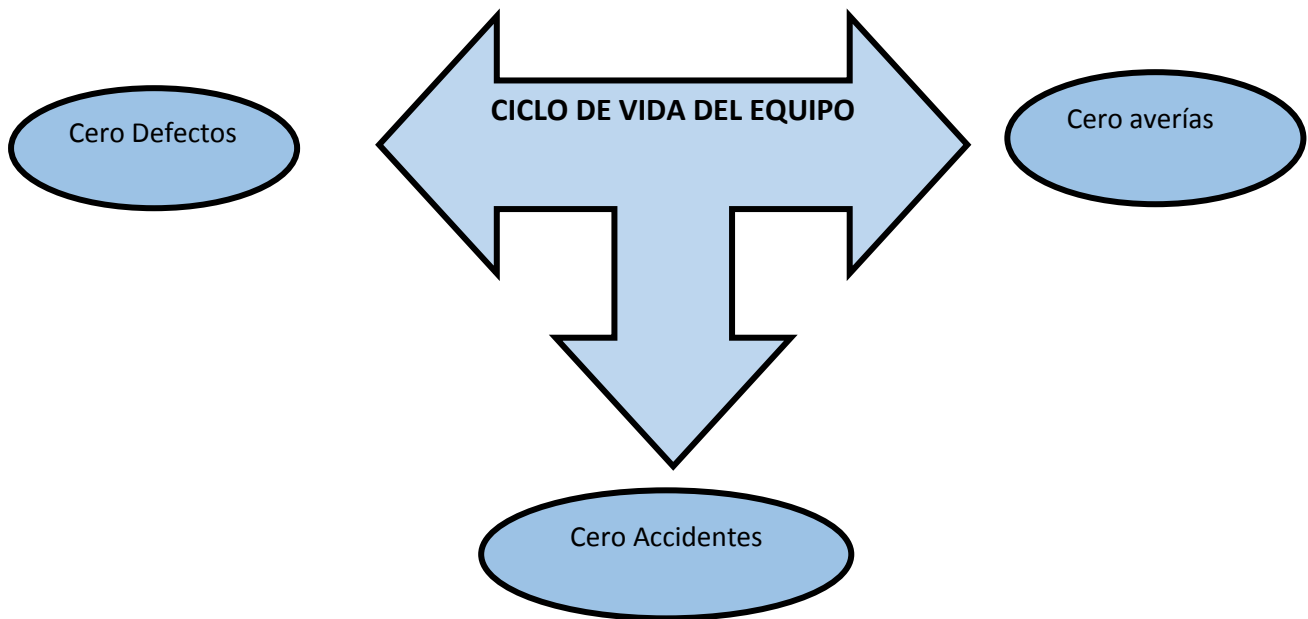 CICLO DE VIDA DEL EQUIPO
Cero Defectos
Cero averías
Cero Accidentes